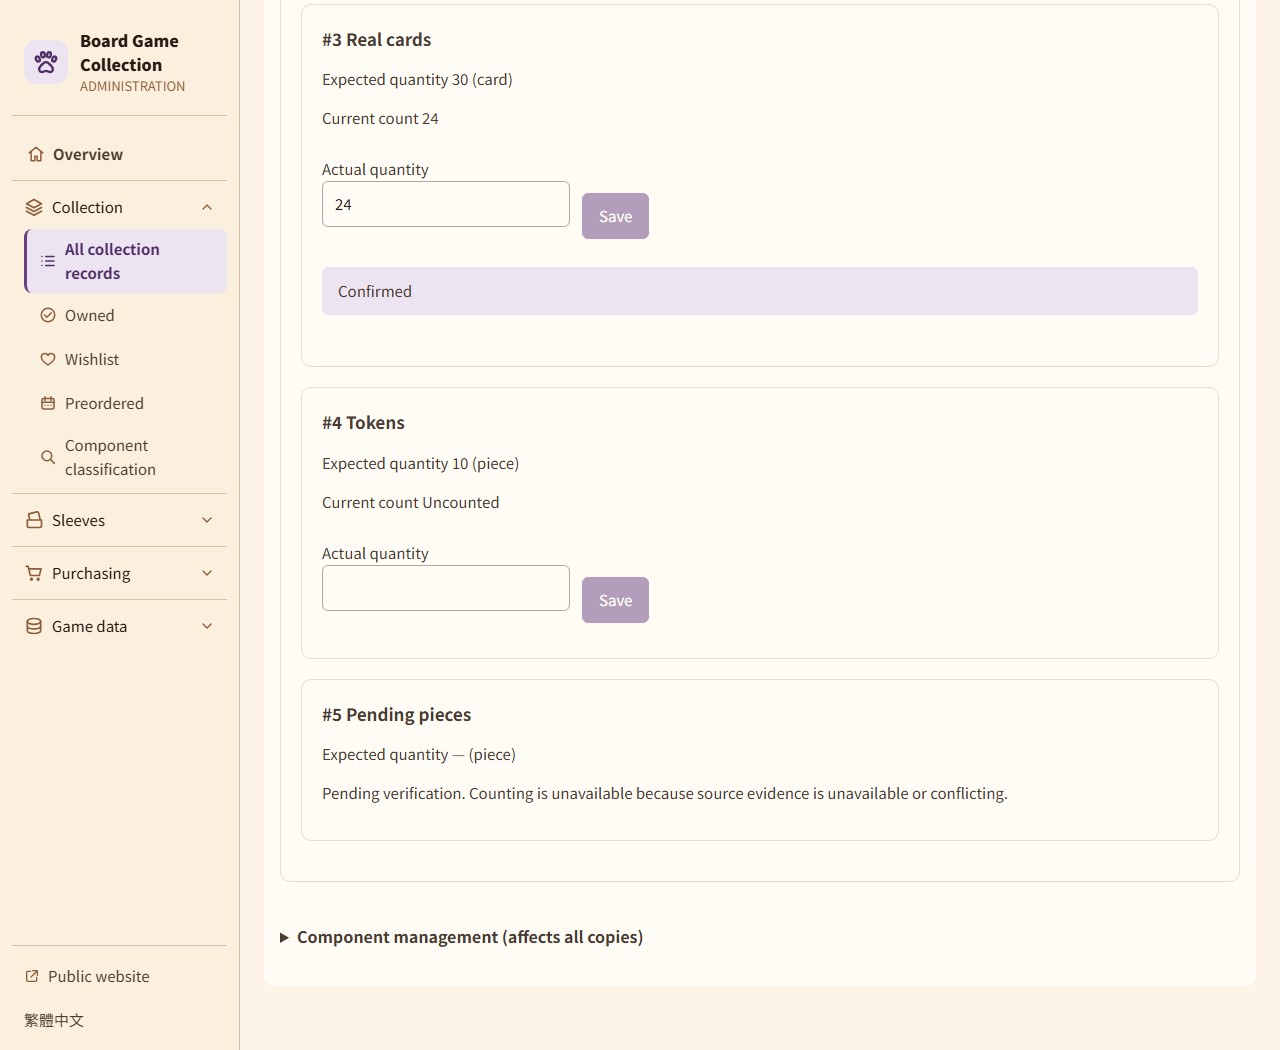 Board Game
Collection
ADMINISTRATION
Overview
Collection
All collection
records
Owned
Wishlist
Preordered
Component
classification
Sleeves
Purchasing
Game data
Public website
繁體中文
#3 Real cards
Expected quantity 30 (card)
Current count 24
Actual quantity
24
Save
Confirmed
#4 Tokens
Expected quantity 10 (piece)
Current count Uncounted
Actual quantity
Save
#5 Pending pieces
Expected quantity — (piece)
Pending verification. Counting is unavailable because source evidence is unavailable or conflicting.
Component management (affects all copies)